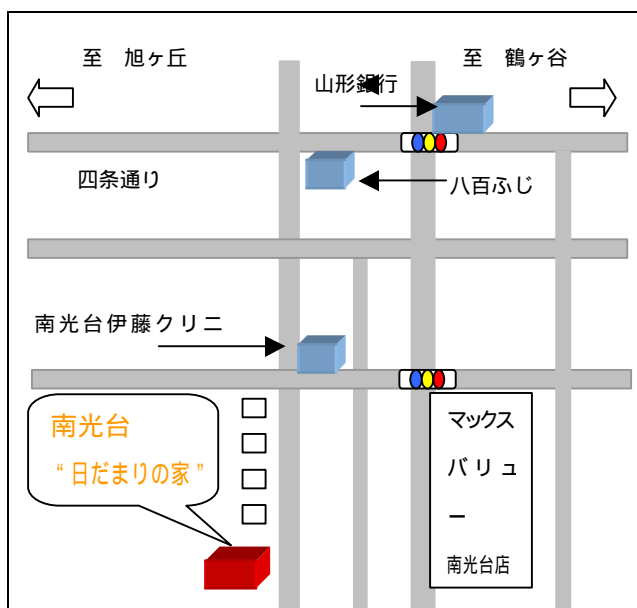 至 旭ヶ丘
至 鶴ヶ谷
山形銀行
四条通り
八百ふじ
南光台伊藤クリニ
南光台
“日だまりの家”
マックス
バリュ
ー
南光台店